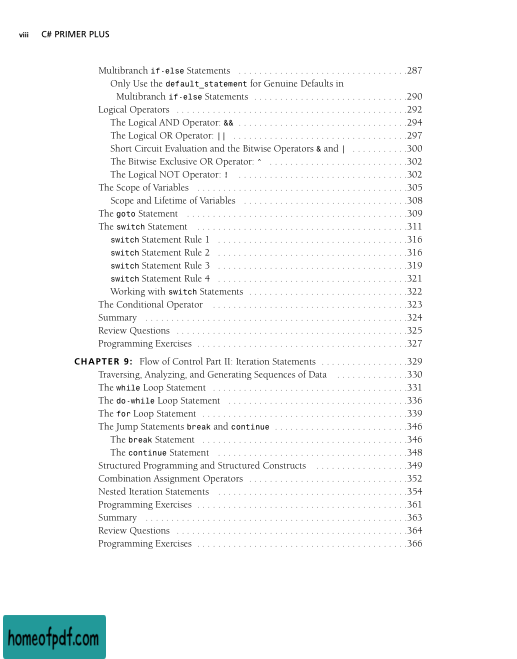 viii C# PRIMER PLUS
Multibranch if-else Statements . . . . . . . . . . . . . . . . . . . . . . . . . . . . . . . .287
Only Use the default_statement for Genuine Defaults in
Multibranch if-else Statements . . . . . . . . . . . . . . . . . . . . . . . . . . . . .290
Logical Operators . . . . . . . . . . . . . . . . . . . . . . . . . . . . . . . . . . . . . . . . . . . .292
The Logical AND Operator: && . . . . . . . . . . . . . . . . . . . . . . . . . . . . . . . .294
The Logical OR Operator: || . . . . . . . . . . . . . . . . . . . . . . . . . . . . . . . . . .297
Short Circuit Evaluation and the Bitwise Operators & and | . . . . . . . . . . .300
The Bitwise Exclusive OR Operator: ^ . . . . . . . . . . . . . . . . . . . . . . . . . . .302
The Logical NOT Operator: ! . . . . . . . . . . . . . . . . . . . . . . . . . . . . . . . . .302
The Scope of Variables . . . . . . . . . . . . . . . . . . . . . . . . . . . . . . . . . . . . . . . .305
Scope and Lifetime of Variables . . . . . . . . . . . . . . . . . . . . . . . . . . . . . . .308
The goto Statement . . . . . . . . . . . . . . . . . . . . . . . . . . . . . . . . . . . . . . . . . .309
The switch Statement . . . . . . . . . . . . . . . . . . . . . . . . . . . . . . . . . . . . . . . .311
switch Statement Rule 1 . . . . . . . . . . . . . . . . . . . . . . . . . . . . . . . . . . . .316
switch Statement Rule 2 . . . . . . . . . . . . . . . . . . . . . . . . . . . . . . . . . . . .316
switch Statement Rule 3 . . . . . . . . . . . . . . . . . . . . . . . . . . . . . . . . . . . .319
switch Statement Rule 4 . . . . . . . . . . . . . . . . . . . . . . . . . . . . . . . . . . . .321
Working with switch Statements . . . . . . . . . . . . . . . . . . . . . . . . . . . . . .322
The Conditional Operator . . . . . . . . . . . . . . . . . . . . . . . . . . . . . . . . . . . . .323
Summary . . . . . . . . . . . . . . . . . . . . . . . . . . . . . . . . . . . . . . . . . . . . . . . . . .324
Review Questions . . . . . . . . . . . . . . . . . . . . . . . . . . . . . . . . . . . . . . . . . . . .325
Programming Exercises . . . . . . . . . . . . . . . . . . . . . . . . . . . . . . . . . . . . . . . .327
CHAPTER 9: Flow of Control Part II: Iteration Statements . . . . . . . . . . . . . . . .329
Traversing, Analyzing, and Generating Sequences of Data . . . . . . . . . . . . . .330
The while Loop Statement . . . . . . . . . . . . . . . . . . . . . . . . . . . . . . . . . . . . .331
The do-while Loop Statement . . . . . . . . . . . . . . . . . . . . . . . . . . . . . . . . . .336
The for Loop Statement . . . . . . . . . . . . . . . . . . . . . . . . . . . . . . . . . . . . . . .339
The Jump Statements break and continue . . . . . . . . . . . . . . . . . . . . . . . . .346
The break Statement . . . . . . . . . . . . . . . . . . . . . . . . . . . . . . . . . . . . . . .346
The continue Statement . . . . . . . . . . . . . . . . . . . . . . . . . . . . . . . . . . . .348
Structured Programming and Structured Constructs . . . . . . . . . . . . . . . . . .349
Combination Assignment Operators . . . . . . . . . . . . . . . . . . . . . . . . . . . . . .352
Nested Iteration Statements . . . . . . . . . . . . . . . . . . . . . . . . . . . . . . . . . . . .354
Programming Exercises . . . . . . . . . . . . . . . . . . . . . . . . . . . . . . . . . . . . . . . .361
Summary . . . . . . . . . . . . . . . . . . . . . . . . . . . . . . . . . . . . . . . . . . . . . . . . . .363
Review Questions . . . . . . . . . . . . . . . . . . . . . . . . . . . . . . . . . . . . . . . . . . . .364
Programming Exercises . . . . . . . . . . . . . . . . . . . . . . . . . . . . . . . . . . . . . . . .366
homeofpdf.com